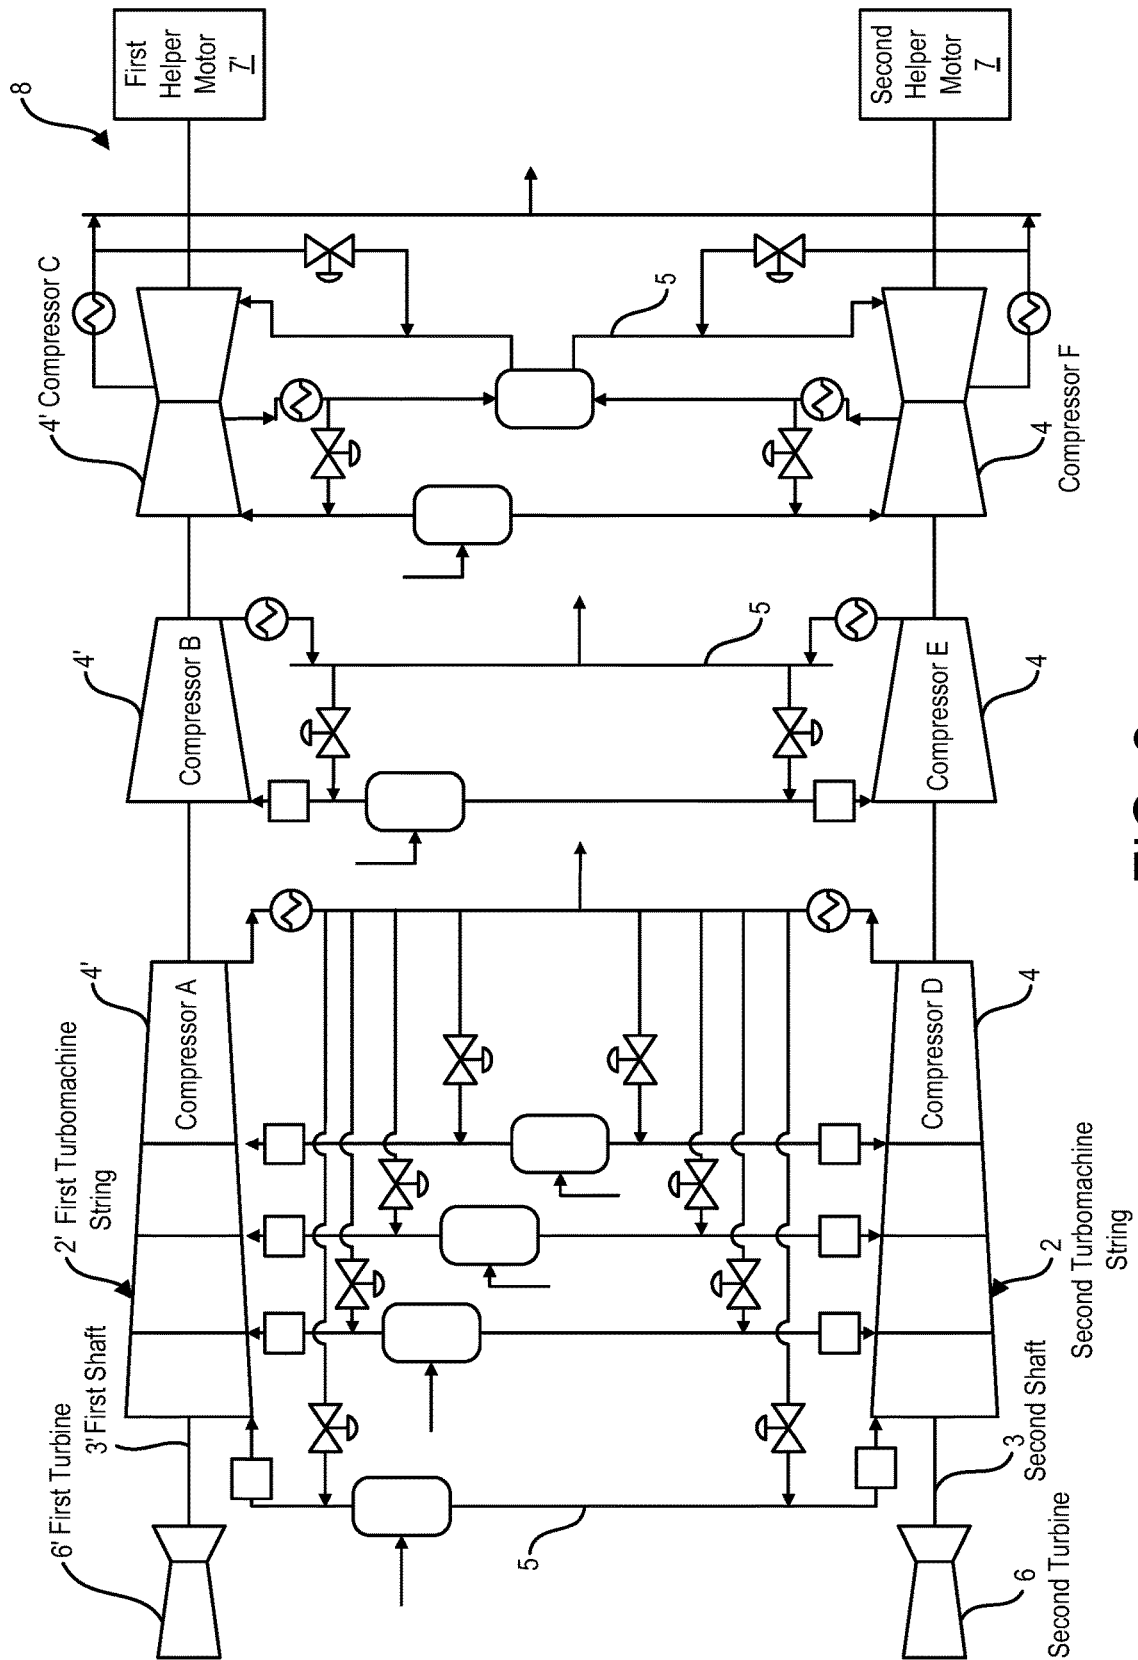 8
First
Helper
Motor
7'
Second
Helper
Motor
7
4' Compressor C
5
4
Compressor F
4'
Compressor B
5
Compressor E
4
4'
Compressor A
Compressor D
4
2' First Turbomachine
String
2
Second Turbomachine
String
3' First Shaft
3
Second Shaft
5
6' First Turbine
6
Second Turbine